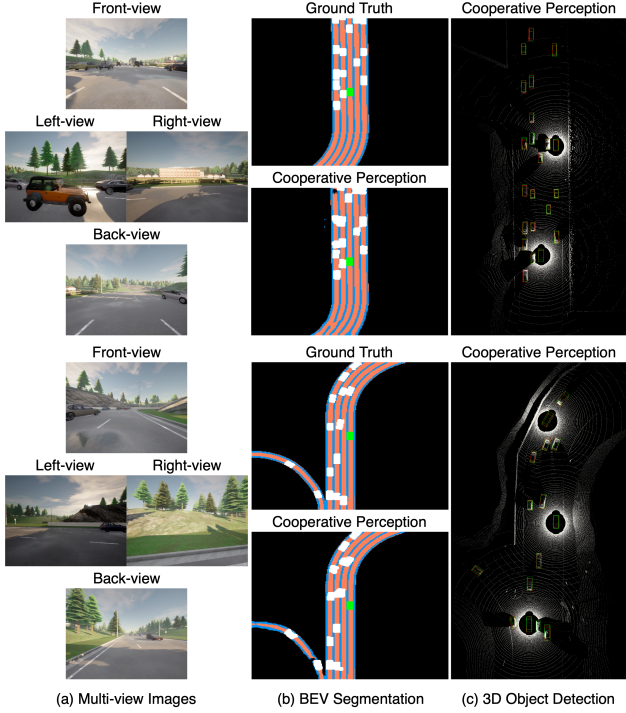 Front-view
Ground Truth
Cooperative Perception
Left-view
Right-view
Cooperative Perception
Back-view
Front-view
Ground Truth
Cooperative Perception
Left-view
Right-view
Cooperative Perception
Back-view
(a) Multi-view Images
(b) BEV Segmentation
(c) 3D Object Detection